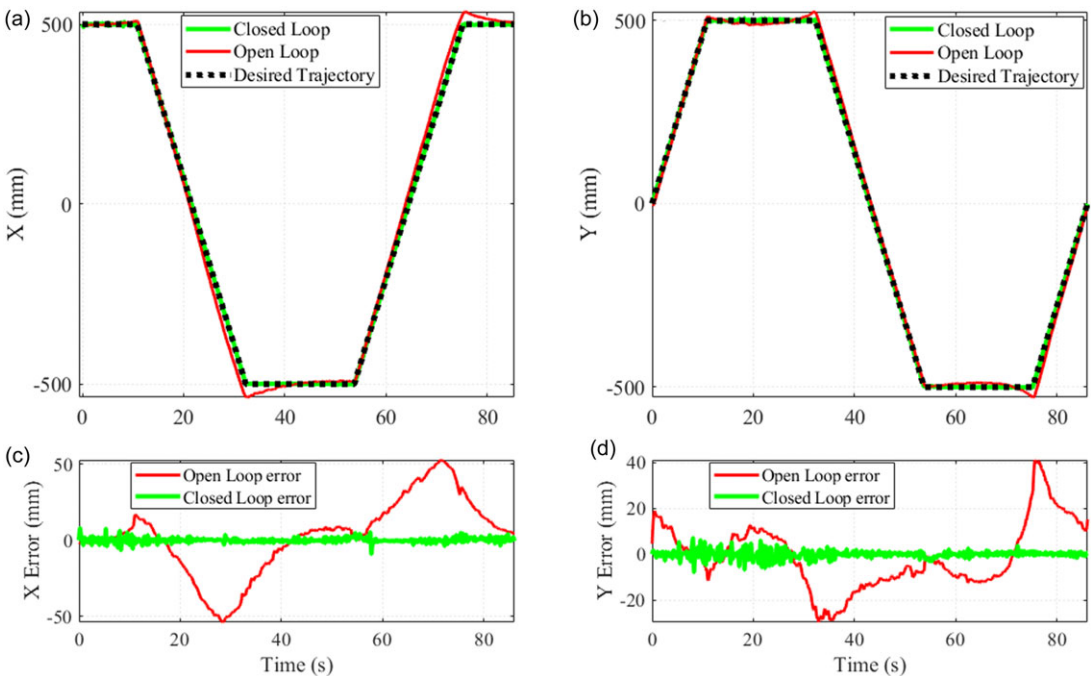 (a)
500
0
-500
X (mm)
Closed Loop
Open Loop
Desired Trajectory
0
20
40
60
80
(b)
500
0
-500
Y (mm)
Closed Loop
Open Loop
Desired Trajectory
0
20
40
60
80
(c)
50
0
-50
X Error (mm)
Open Loop error
Closed Loop error
0
20
40
60
80
Time (s)
(d)
40
20
0
-20
Y Error (mm)
Open Loop error
Closed Loop error
0
20
40
60
80
Time (s)